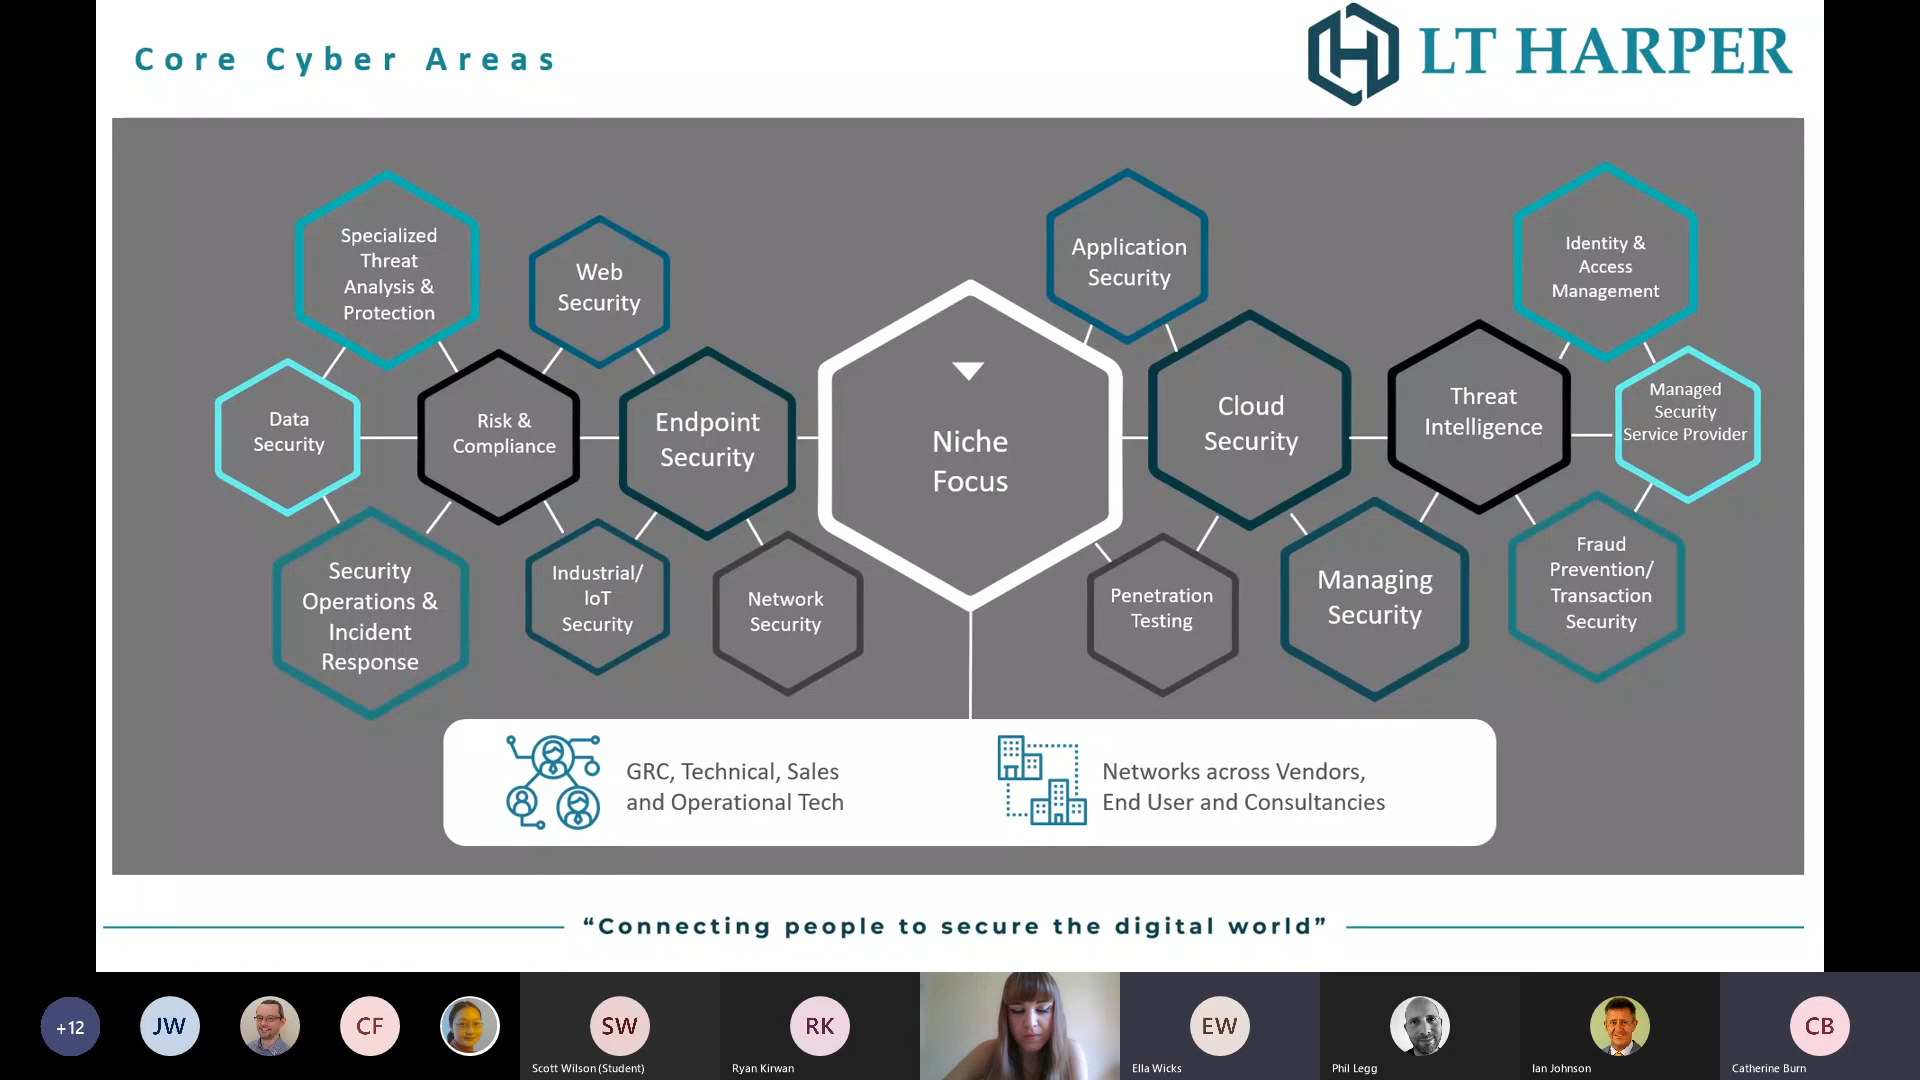 Core Cyber Areas
LT HARPER
Specialized
Threat
Analysis &
Protection
Web
Security
Application
Security
Identity &
Access
Management
Data
Security
Risk &
Compliance
Endpoint
Security
Niche
Focus
Cloud
Security
Threat
Intelligence
Managed
Security
Service Provider
Security
Operations &
Incident
Response
Industrial/
IoT
Security
Network
Security
Penetration
Testing
Managing
Security
Fraud
Prevention/
Transaction
Security
GRC, Technical, Sales
and Operational Tech
Networks across Vendors,
End User and Consultancies
“Connecting people to secure the digital world”
+12
JW
CF
SW
Scott Wilson (Student)
RK
Ryan Kirwan
EW
Ella Wicks
Phil Legg
Ian Johnson
CB
Catherine Burn